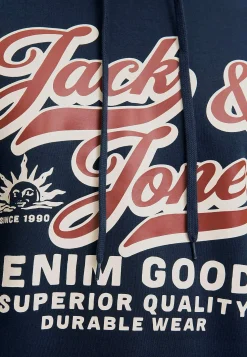 Jack &
Jone
SINCE 1990
ENIM GOOD
SUPERIOR QUALITY
DURABLE WEAR